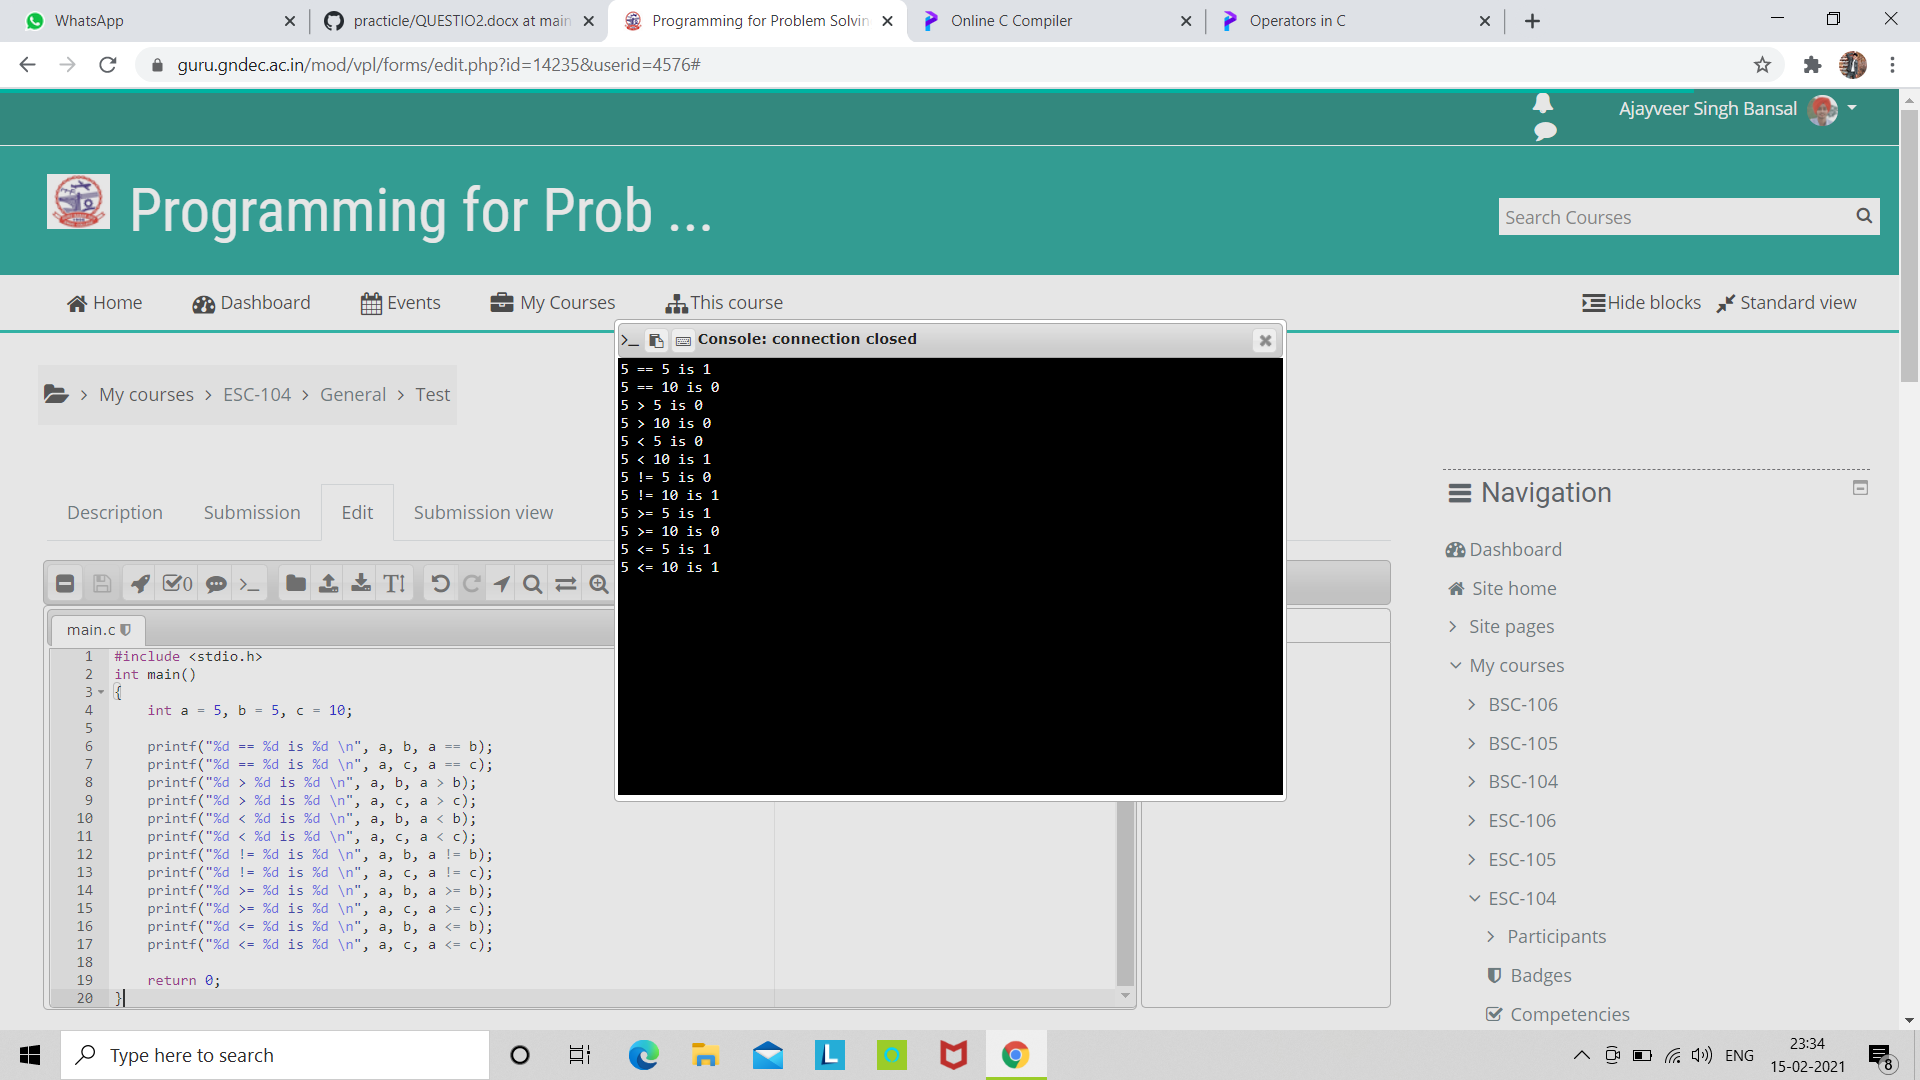 WhatsApp
practicle/QUESTIO2.docx at main
Programming for Problem Solvin
Online C Compiler
Operators in C
guru.gndec.ac.in/mod/vpl/forms/edit.php?id=14235&userid=4576#
Ajayveer Singh Bansal
Programming for Prob ...
Search Courses
Home
Dashboard
Events
My Courses
This course
Hide blocks
Standard view
My courses > ESC-104 > General > Test
Description
Submission
Edit
Submission view
0
main.c
1 #include <stdio.h>
2 int main()
3 {
4     int a = 5, b = 5, c = 10;
5
6     printf("%d == %d is %d \n", a, b, a == b);
7     printf("%d == %d is %d \n", a, c, a == c);
8     printf("%d > %d is %d \n", a, b, a > b);
9     printf("%d > %d is %d \n", a, c, a > c);
10     printf("%d < %d is %d \n", a, b, a < b);
11     printf("%d < %d is %d \n", a, c, a < c);
12     printf("%d != %d is %d \n", a, b, a != b);
13     printf("%d != %d is %d \n", a, c, a != c);
14     printf("%d >= %d is %d \n", a, b, a >= b);
15     printf("%d >= %d is %d \n", a, c, a >= c);
16     printf("%d <= %d is %d \n", a, b, a <= b);
17     printf("%d <= %d is %d \n", a, c, a <= c);
18
19     return 0;
20 }
Console: connection closed
5 == 5 is 1
5 == 10 is 0
5 > 5 is 0
5 > 10 is 0
5 < 5 is 0
5 < 10 is 1
5 != 5 is 0
5 != 10 is 1
5 >= 5 is 1
5 >= 10 is 0
5 <= 5 is 1
5 <= 10 is 1
Navigation
Dashboard
Site home
Site pages
My courses
BSC-106
BSC-105
BSC-104
ESC-106
ESC-105
ESC-104
Participants
Badges
Competencies
Type here to search
ENG
23:34
15-02-2021
8